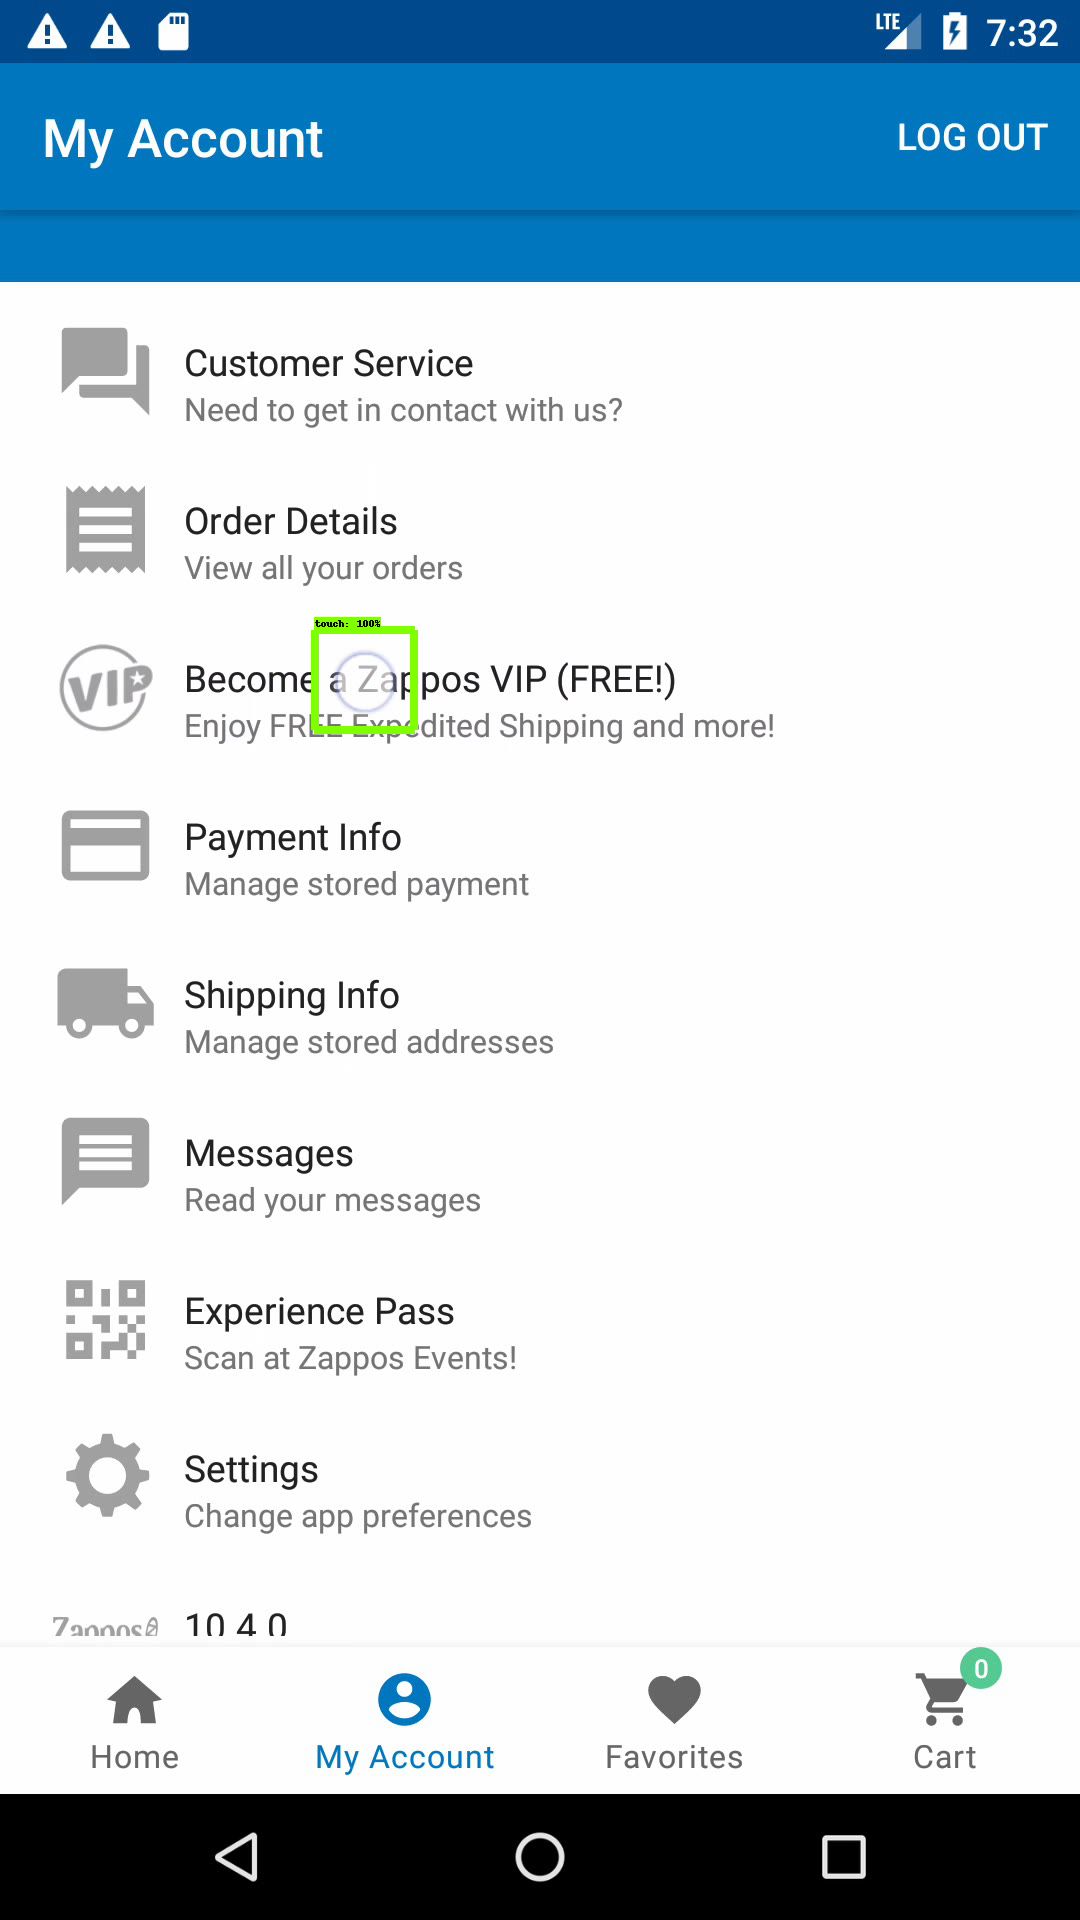 LTE 7:32
My Account LOG OUT
Customer Service
Need to get in contact with us?
Order Details
View all your orders
touch: 100%
VIP
Become a Zappos VIP (FREE!)
Enjoy FREE Expedited Shipping and more!
Payment Info
Manage stored payment
Shipping Info
Manage stored addresses
Messages
Read your messages
Experience Pass
Scan at Zappos Events!
Settings
Change app preferences
Zappos 10.4.0
0
Home My Account Favorites Cart